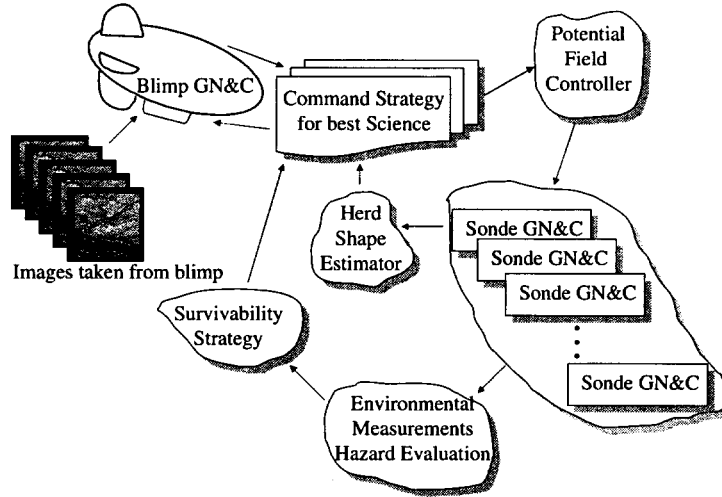 Blimp GN&C
Command Strategy
for best Science
Potential
Field
Controller
Images taken from blimp
Herd
Shape
Estimator
Sonde GN&C
Sonde GN&C
Sonde GN&C
Sonde GN&C
Survivability
Strategy
Environmental
Measurements
Hazard Evaluation